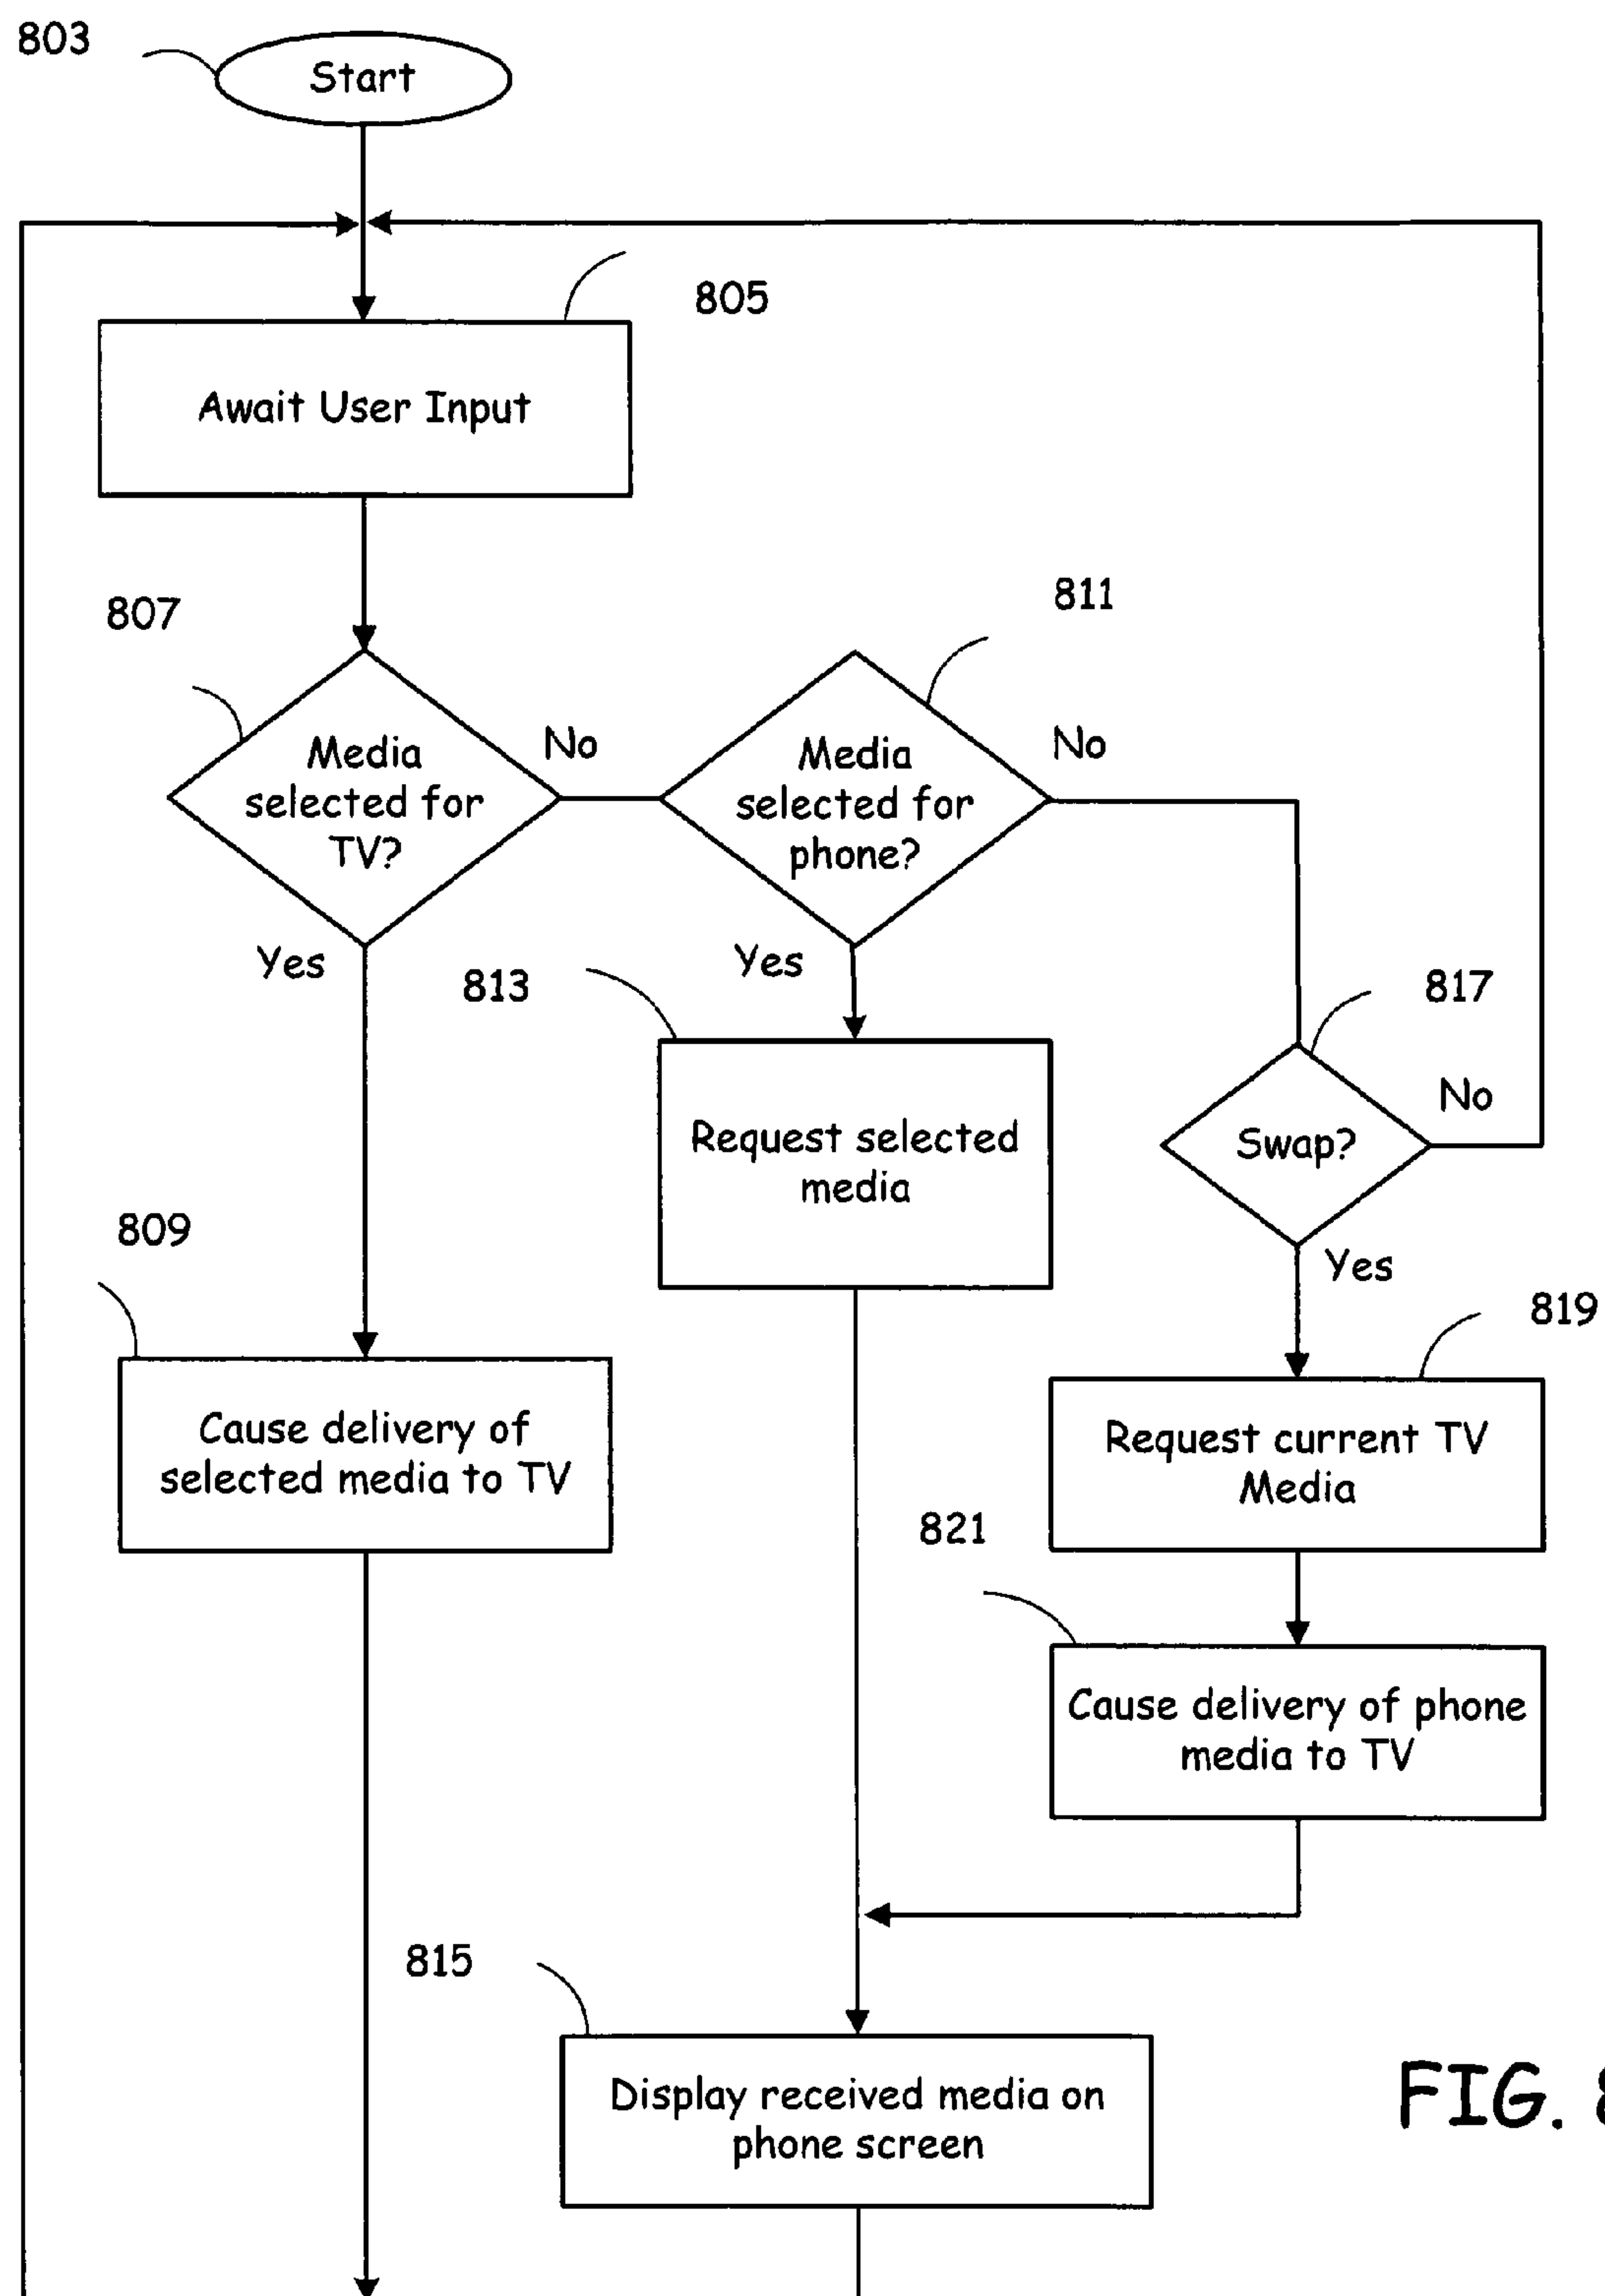 803
Start
805
Await User Input
807
811
Media
selected for
TV?
No
Media
selected for
phone?
No
Yes
813
Yes
817
Request selected
media
Swap?
No
Yes
809
819
Cause delivery of
selected media to TV
Request current TV
Media
821
Cause delivery of phone
media to TV
815
Display received media on
phone screen
FIG.